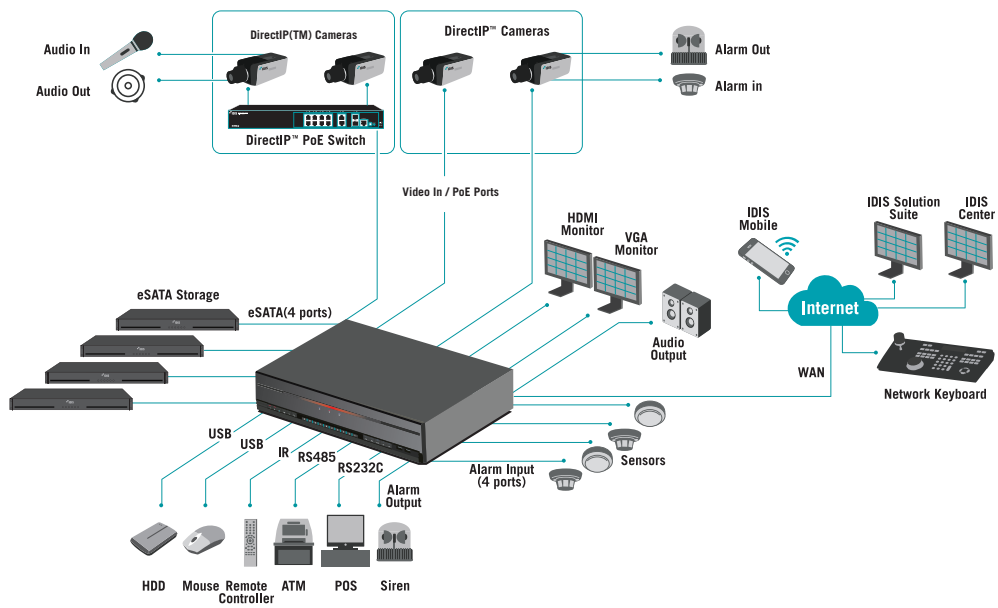 DirectIP(TM) Cameras
DirectIP™ Cameras
Audio In
Audio Out
Alarm Out
Alarm in
DirectIP™ PoE Switch
Video In / PoE Ports
HDMI
Monitor
VGA
Monitor
IDIS
Mobile
IDIS Solution
Suite
IDIS
Center
eSATA Storage
eSATA(4 ports)
Internet
Audio
Output
WAN
Network Keyboard
USB
USB
IR
RS485
RS232C
Alarm
Output
Alarm Input
(4 ports)
Sensors
HDD
Mouse
Remote
Controller
ATM
POS
Siren